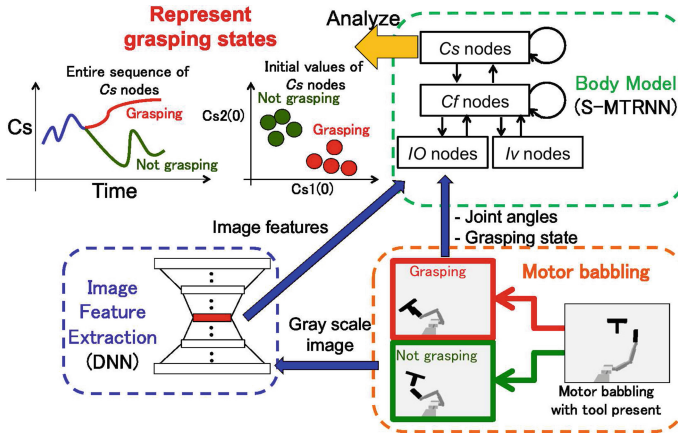 Represent
grasping states
Analyze
Cs nodes
Cf nodes
IO nodes
Iv nodes
Body Model
(S-MTRNN)
Entire sequence of
Cs nodes
Grasping
Not grasping
Cs
Time
Initial values of
Cs nodes
Cs2(0)
Not grasping
Grasping
Cs1(0)
Image features
- Joint angles
- Grasping state
Image
Feature
Extraction
(DNN)
Gray scale
image
Grasping
Motor babbling
Not grasping
Motor babbling
with tool present